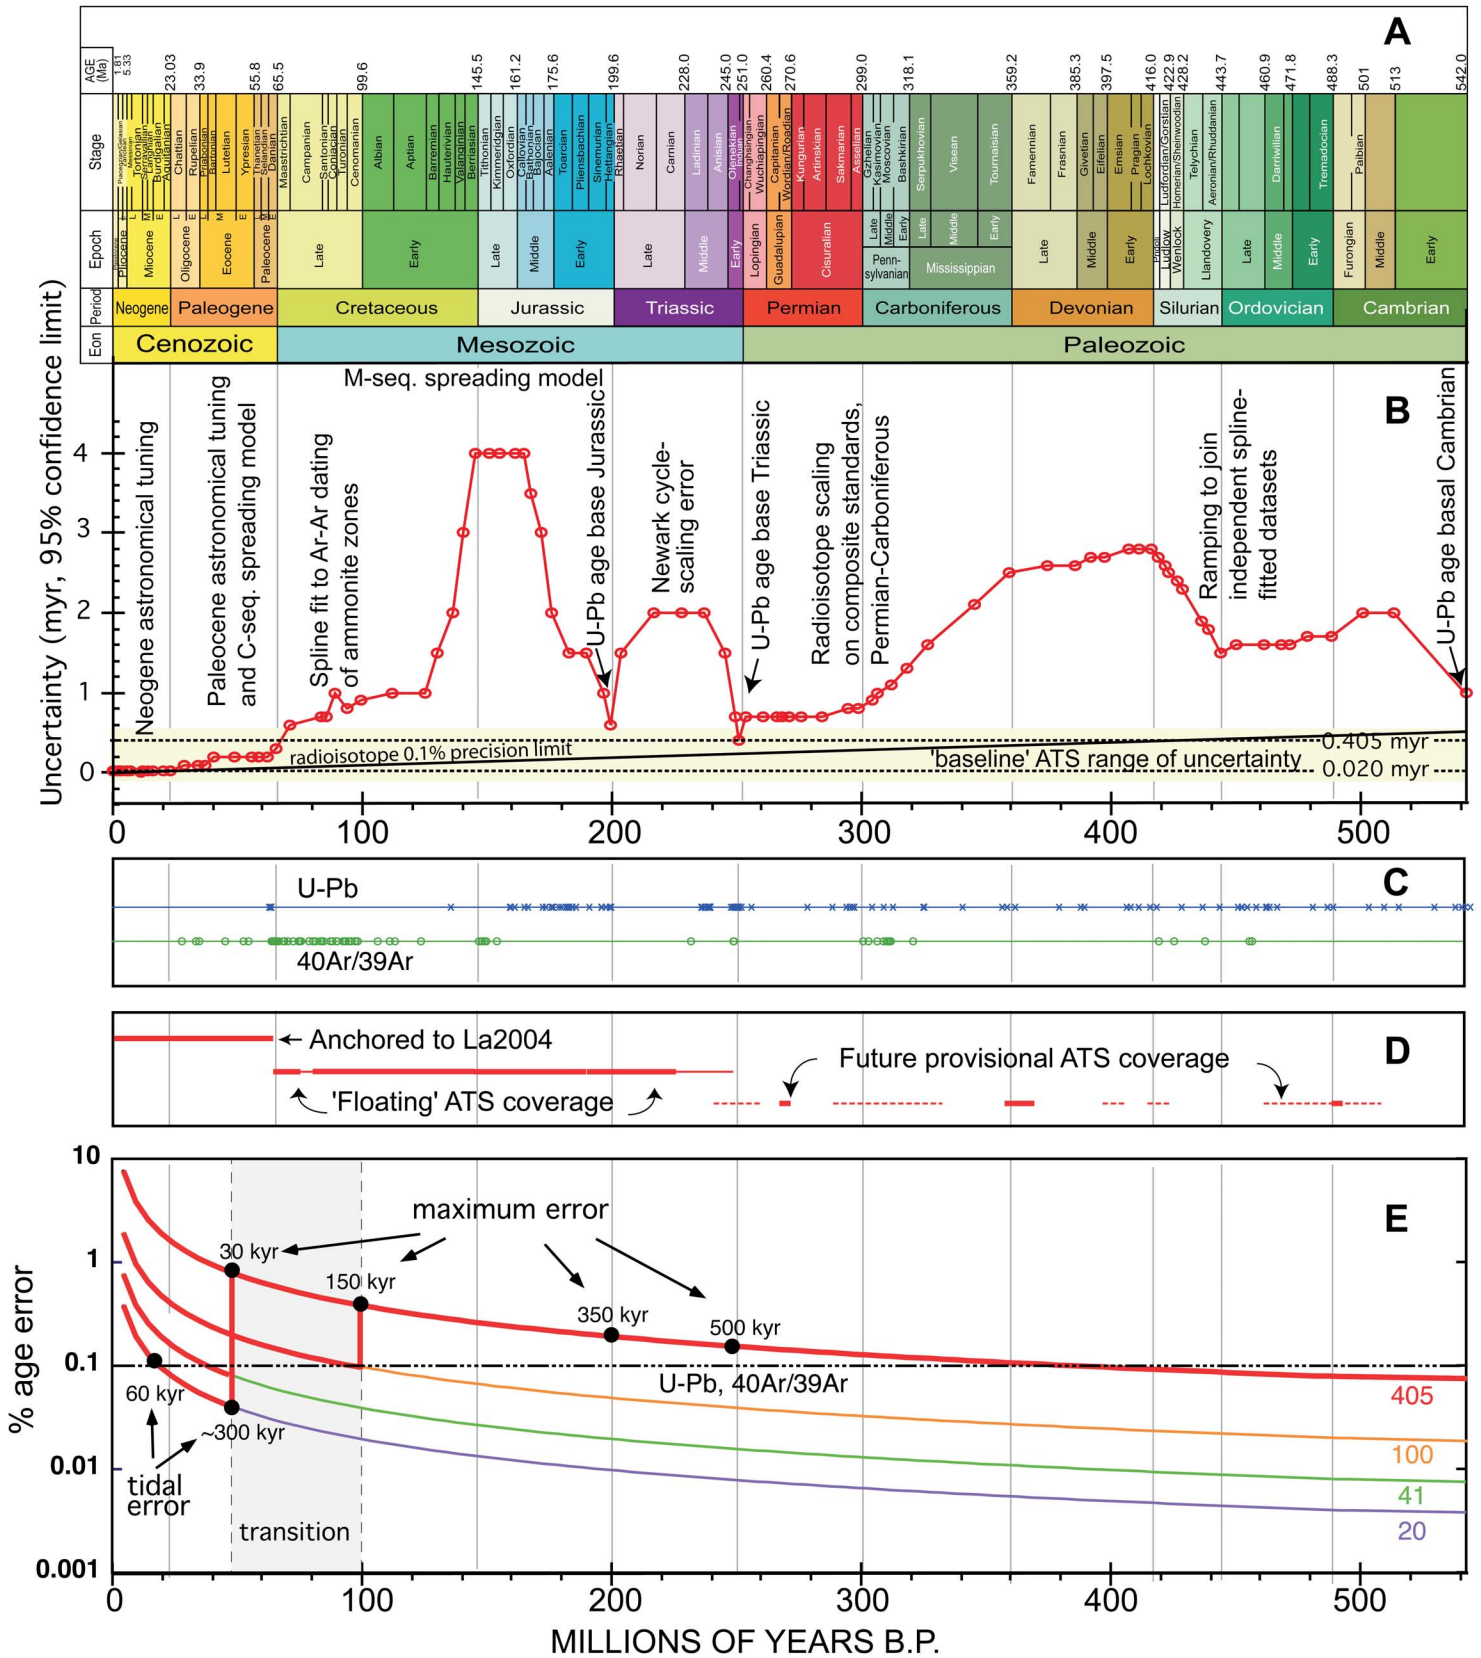 A
AGE (Ma)
1.81
5.33
23.03
33.9
55.8
65.5
99.6
145.5
161.2
175.6
199.6
228.0
245.0
251.0
260.4
270.6
299.0
318.1
359.2
385.3
397.5
416.0
422.9
428.2
443.7
460.9
471.8
488.3
501
513
542.0
Stage
Tortonian
Serravallian
Langhian
Burdigalian
Aquitanian
Chattian
Rupelian
Priabonian
Bartonian
Lutetian
Ypresian
Thanetian
Selandian
Danian
Maastrichtian
Campanian
Santonian
Coniacian
Turonian
Cenomanian
Albian
Aptian
Barremian
Hauterivian
Valanginian
Berriasian
Tithonian
Kimmeridgian
Oxfordian
Callovian
Bathonian
Bajocian
Aalenian
Toarcian
Pliensbachian
Sinemurian
Hettangian
Rhaetian
Norian
Carnian
Ladinian
Anisian
Olenekian
Induan
Changhsingian
Wuchiapingian
Capitanian
Wordian/Roadian
Kungurian
Artinskian
Sakmarian
Asselian
Gzhelian
Kasimovian
Moscovian
Bashkirian
Serpukhovian
Visean
Tournaisian
Famennian
Frasnian
Givetian
Eifelian
Emsian
Pragian
Lochkovian
Ludfordian/Gorstian
Homerian/Sheinwoodian
Telychian
Aeronian/Rhuddanian
Darriwilian
Tremadocian
Paibian
L
M
E
L
E
L
M
E
L
M
E
Epoch
Pliocene
Miocene
Oligocene
Eocene
Paleocene
Late
Early
Late
Middle
Early
Late
Middle
Early
Lopingian
Guadalupian
Cisuralian
Late
Middle
Early
Penn-
sylvanian
Late
Middle
Early
Mississippian
Late
Middle
Early
Pridoli
Ludlow
Wenlock
Llandovery
Late
Middle
Early
Furongian
Middle
Early
Period
Neogene
Paleogene
Cretaceous
Jurassic
Triassic
Permian
Carboniferous
Devonian
Silurian
Ordovician
Cambrian
Eon
Cenozoic
Mesozoic
Paleozoic
B
Uncertainty (myr, 95% confidence limit)
4
3
2
1
0
Neogene astronomical tuning
Paleocene astronomical tuning
and C-seq. spreading model
Spline fit to Ar-Ar dating
of ammonite zones
M-seq. spreading model
U-Pb age base Jurassic
Newark cycle-
scaling error
U-Pb age base Triassic
Radioisotope scaling
on composite standards,
Permian-Carboniferous
Ramping to join
independent spline-
fitted datasets
U-Pb age basal Cambrian
radioisotope 0.1% precision limit
'baseline' ATS range of uncertainty
0.405 myr
0.020 myr
0
100
200
300
400
500
C
U-Pb
40Ar/39Ar
D
Anchored to La2004
'Floating' ATS coverage
Future provisional ATS coverage
E
% age error
10
1
0.1
0.01
0.001
maximum error
30 kyr
150 kyr
350 kyr
500 kyr
U-Pb, 40Ar/39Ar
60 kyr
~300 kyr
tidal
error
transition
405
100
41
20
0
100
200
300
400
500
MILLIONS OF YEARS B.P.